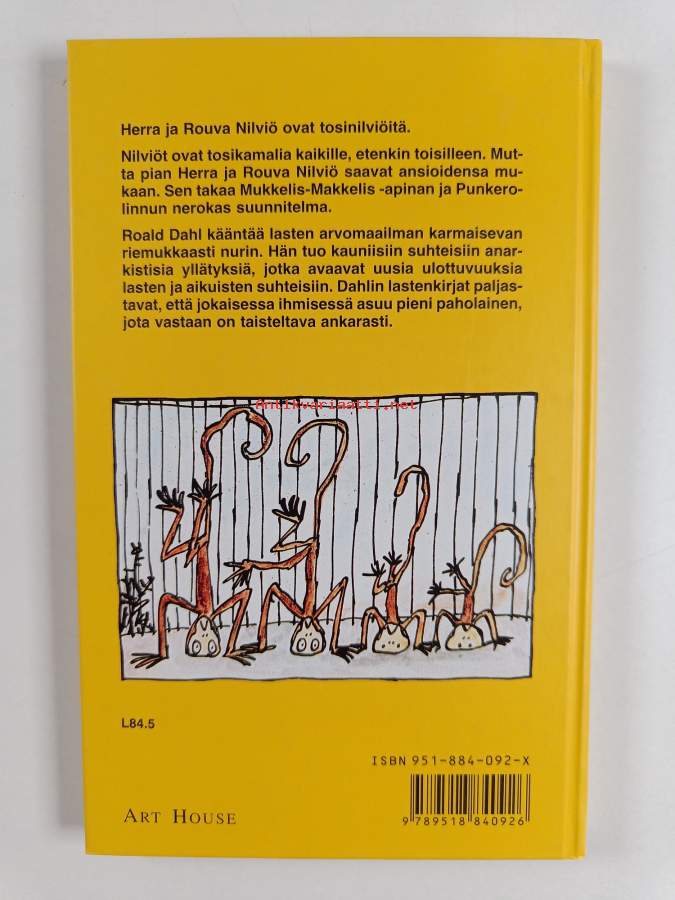 Herra ja Rouva Nilviö ovat tosinilviöitä.
Nilviöt ovat tosikamalia kaikille, etenkin toisilleen. Mut-
ta pian Herra ja Rouva Nilviö saavat ansioidensa mu-
kaan. Sen takaa Mukkelis-Makkelis -apinan ja Punkero-
linnun nerokas suunnitelma.
Roald Dahl kääntää lasten arvomaailman karmaisevan
riemukkaasti nurin. Hän tuo kauniisiin suhteisiin anar-
kistisia yllätyksiä, jotka avaavat uusia ulottuvuuksia
lasten ja aikuisten suhteisiin. Dahlin lastenkirjat paljas-
tavat, että jokaisessa ihmisessä asuu pieni paholainen,
jota vastaan on taisteltava ankarasti.
Antikvariaatti.net
L84.5
ISBN 951-884-092-X
ART HOUSE
9 789518 840926